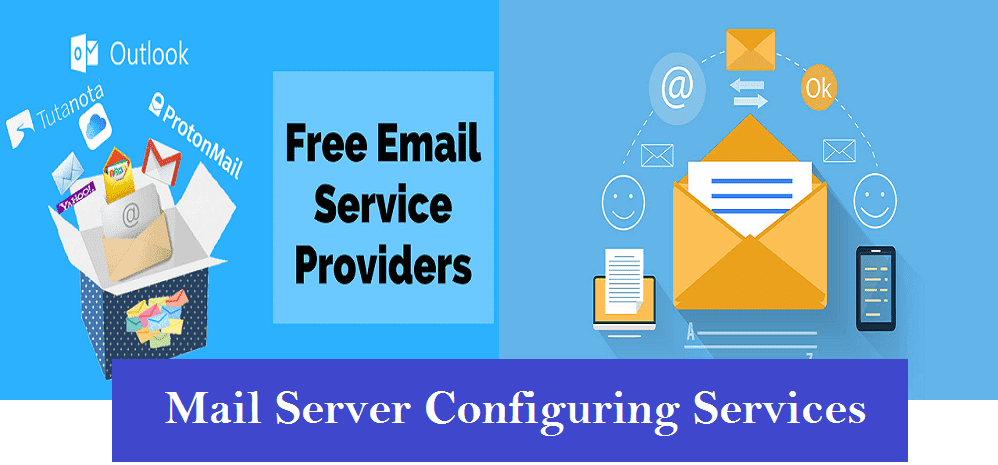 Outlook
Tutanota
ProtonMail
YAHOO!
@
Free Email
Service
Providers
@
Ok
A
Z
Mail Server Configuring Services